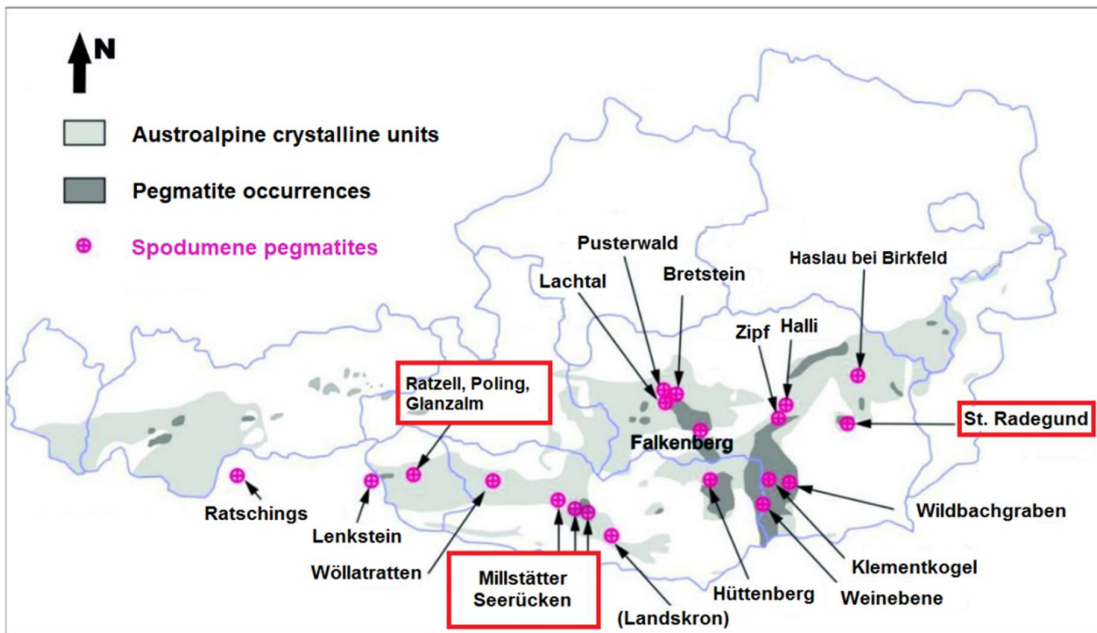 N
Austroalpine crystalline units
Pegmatite occurrences
Spodumene pegmatites
Pusterwald
Bretstein
Haslau bei Birkfeld
Lachtal
Zipf
Halli
Ratzell, Poling,
Glanzalm
Falkenberg
St. Radegund
Ratschings
Lenkstein
Wildbachgraben
Wöllatratten
Millstätter
Seerücken
Klementkogel
Hüttenberg
Weinebene
(Landskron)